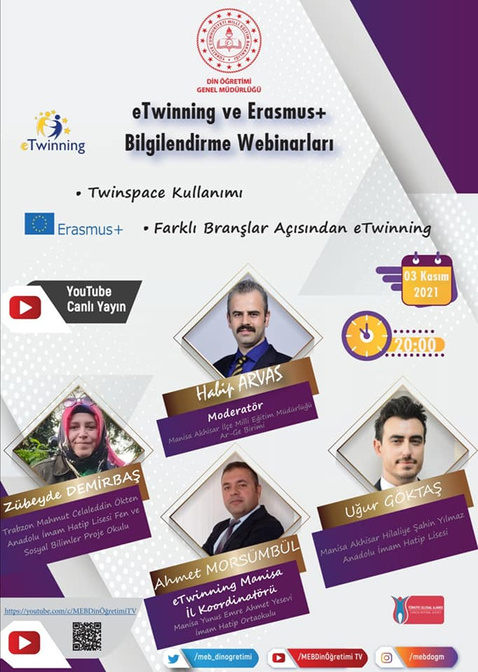 DİN ÖĞRETİMİ
GENEL MÜDÜRLÜĞÜ
eTwinning ve Erasmus+
Bilgilendirme Webinarları
eTwinning
• Twinspace Kullanımı
Erasmus+
• Farklı Branşlar Açısından eTwinning
YouTube
Canlı Yayın
03 Kasım
2021
20:00
Habip ARVAS
Moderatör
Manisa Akhisar İlçe Milli Eğitim Müdürlüğü
Ar-Ge Birimi
Zübeyde DEMİRBAŞ
Trabzon Mahmut Celaleddin Ökten
Anadolu İmam Hatip Lisesi Fen ve
Sosyal Bilimler Proje Okulu
Uğur GÖKTAŞ
Manisa Akhisar Hilaliye Şahin Yılmaz
Anadolu İmam Hatip Lisesi
Ahmet MORSÜMBÜL
eTwinning Manisa
İl Koordinatörü
Manisa Yunus Emre Ahmet Yesevi
İmam Hatip Ortaokulu
https://youtube.com/c/MEBDinÖğretimiTV
/meb_dinogretimi
/MEBDinÖğretimi TV
/mebdogm